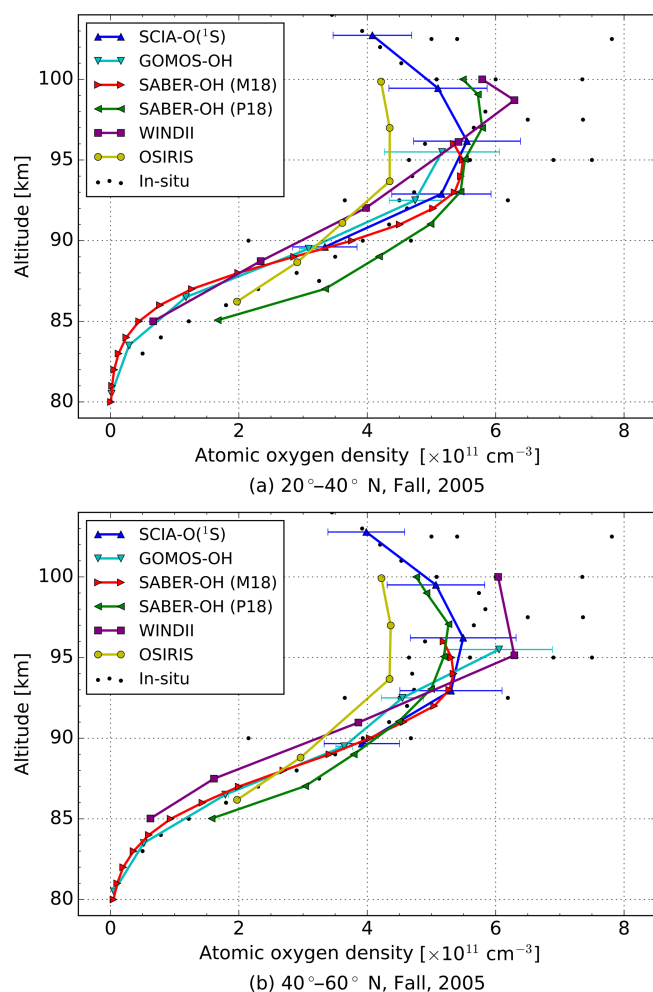 SCIA-O(¹S)
GOMOS-OH
SABER-OH (M18)
SABER-OH (P18)
WINDII
OSIRIS
In-situ
100
95
90
85
80
Altitude [km]
0 2 4 6 8
Atomic oxygen density [×10¹¹ cm⁻³]
(a) 20°–40° N, Fall, 2005
SCIA-O(¹S)
GOMOS-OH
SABER-OH (M18)
SABER-OH (P18)
WINDII
OSIRIS
In-situ
100
95
90
85
80
Altitude [km]
0 2 4 6 8
Atomic oxygen density [×10¹¹ cm⁻³]
(b) 40°–60° N, Fall, 2005